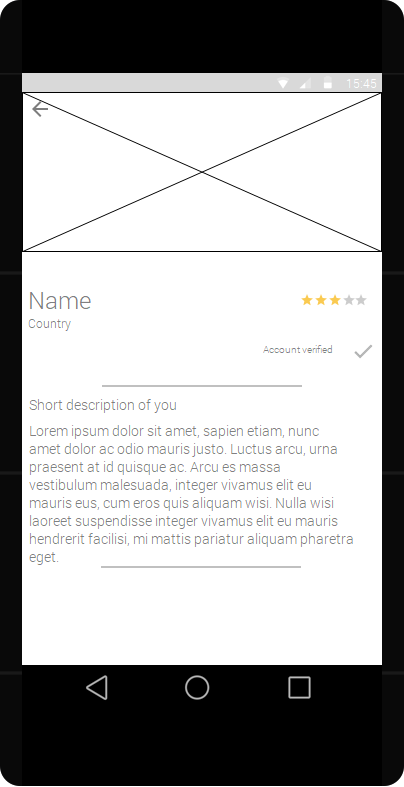 15:45
Name
Country
Account verified
Short description of you
Lorem ipsum dolor sit amet, sapien etiam, nunc
amet dolor ac odio mauris justo. Luctus arcu, urna
praesent at id quisque ac. Arcu es massa
vestibulum malesuada, integer vivamus elit eu
mauris eus, cum eros quis aliquam wisi. Nulla wisi
laoreet suspendisse integer vivamus elit eu mauris
hendrerit facilisi, mi mattis pariatur aliquam pharetra
eget.